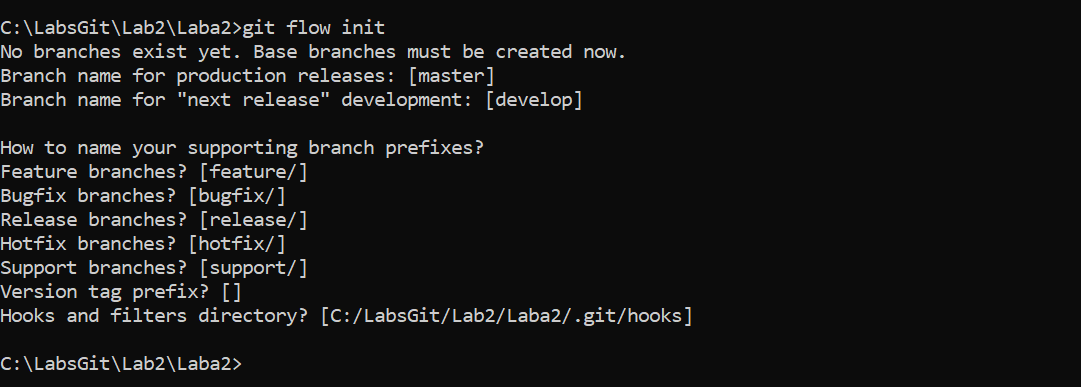 C:\LabsGit\Lab2\Laba2>git flow init
No branches exist yet. Base branches must be created now.
Branch name for production releases: [master]
Branch name for "next release" development: [develop]
How to name your supporting branch prefixes?
Feature branches? [feature/]
Bugfix branches? [bugfix/]
Release branches? [release/]
Hotfix branches? [hotfix/]
Support branches? [support/]
Version tag prefix? []
Hooks and filters directory? [C:/LabsGit/Lab2/Laba2/.git/hooks]
C:\LabsGit\Lab2\Laba2>